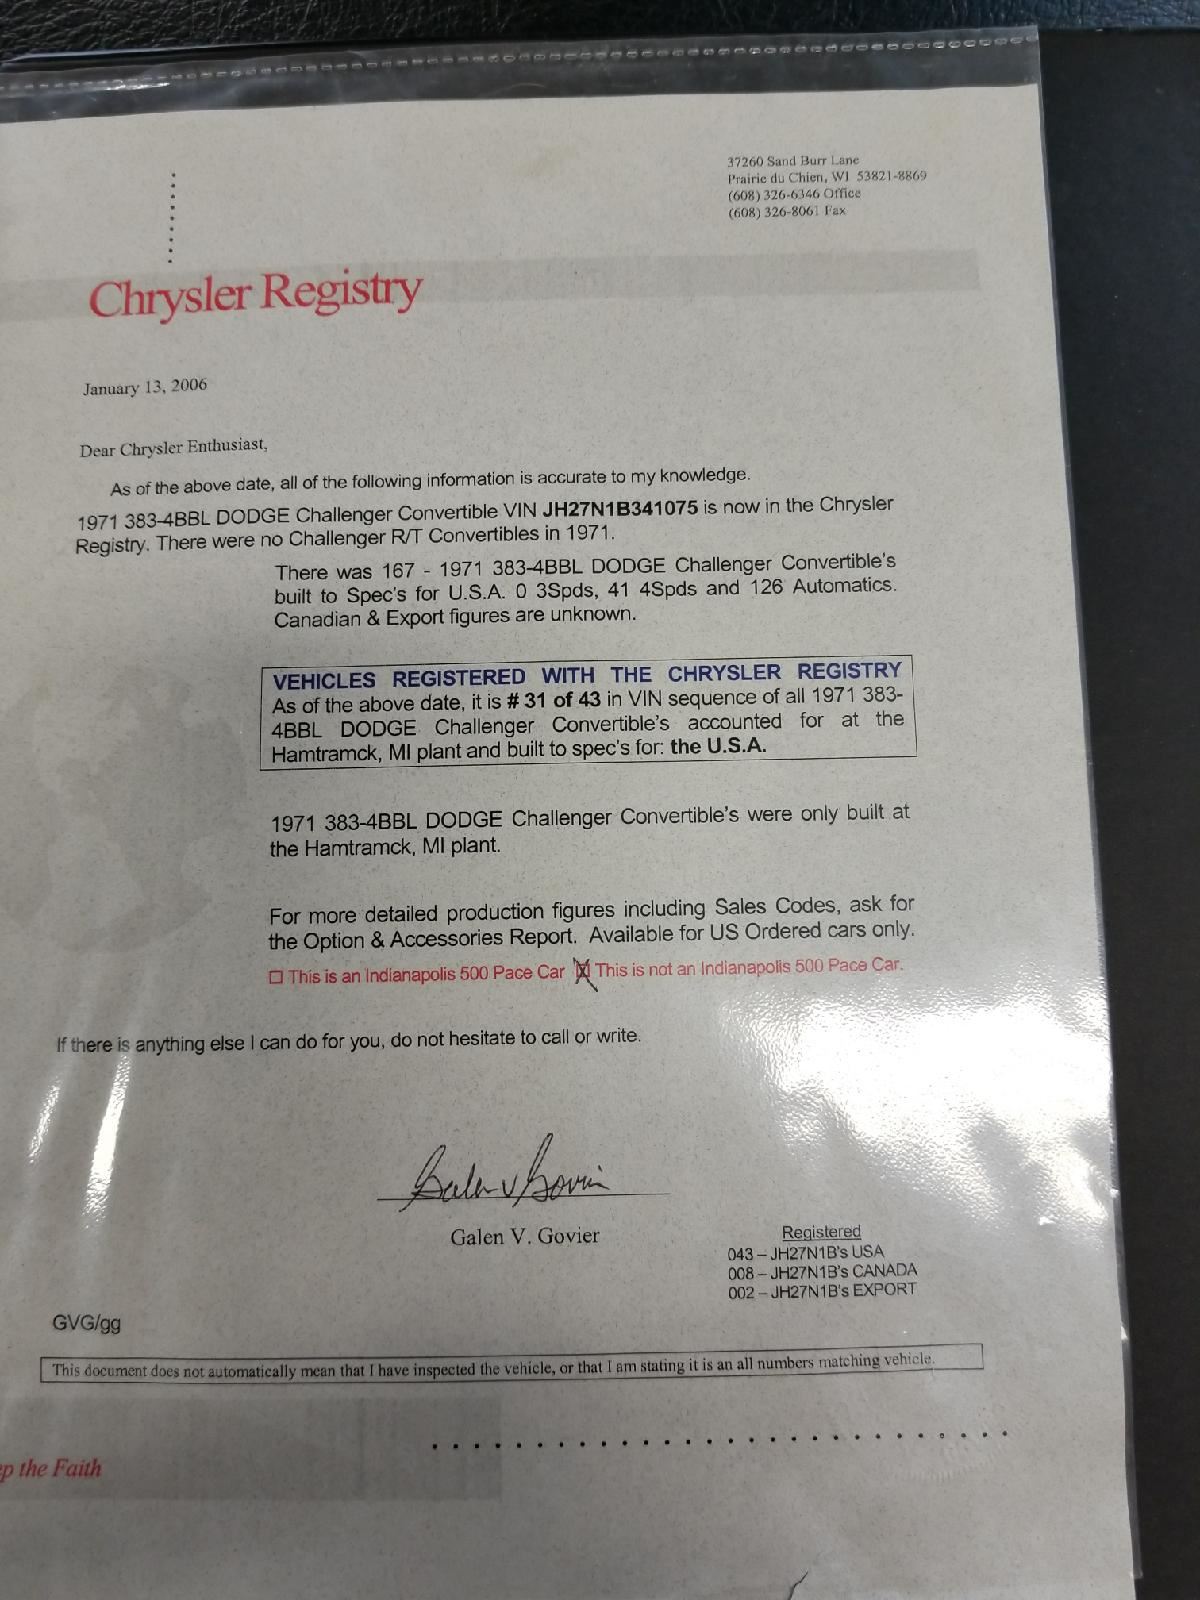 37260 Sand Burr Lane
Prairie du Chien, WI 53821-8869
(608) 326-6346 Office
(608) 326-8061 Fax
Chrysler Registry
January 13, 2006
Dear Chrysler Enthusiast,
As of the above date, all of the following information is accurate to my knowledge.
1971 383-4BBL DODGE Challenger Convertible VIN JH27N1B341075 is now in the Chrysler
Registry. There were no Challenger R/T Convertibles in 1971.
There was 167 - 1971 383-4BBL DODGE Challenger Convertible's
built to Spec's for U.S.A. 0 3Spds, 41 4Spds and 126 Automatics.
Canadian & Export figures are unknown.
VEHICLES REGISTERED WITH THE CHRYSLER REGISTRY
As of the above date, it is # 31 of 43 in VIN sequence of all 1971 383-
4BBL DODGE Challenger Convertible's accounted for at the
Hamtramck, MI plant and built to spec's for: the U.S.A.
1971 383-4BBL DODGE Challenger Convertible's were only built at
the Hamtramck, MI plant.
For more detailed production figures including Sales Codes, ask for
the Option & Accessories Report. Available for US Ordered cars only.
☐ This is an Indianapolis 500 Pace Car ☒ This is not an Indianapolis 500 Pace Car.
If there is anything else I can do for you, do not hesitate to call or write.
Galen V Govier
Galen V. Govier
Registered
043 – JH27N1B's USA
008 – JH27N1B's CANADA
002 – JH27N1B's EXPORT
GVG/gg
This document does not automatically mean that I have inspected the vehicle, or that I am stating it is an all numbers matching vehicle.
ep the Faith